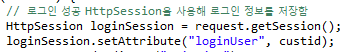 // 로그인 성공 HttpSession을 사용해 로그인 정보를 저장함
HttpSession loginSession = request.getSession();
loginSession.setAttribute("loginUser", custid);